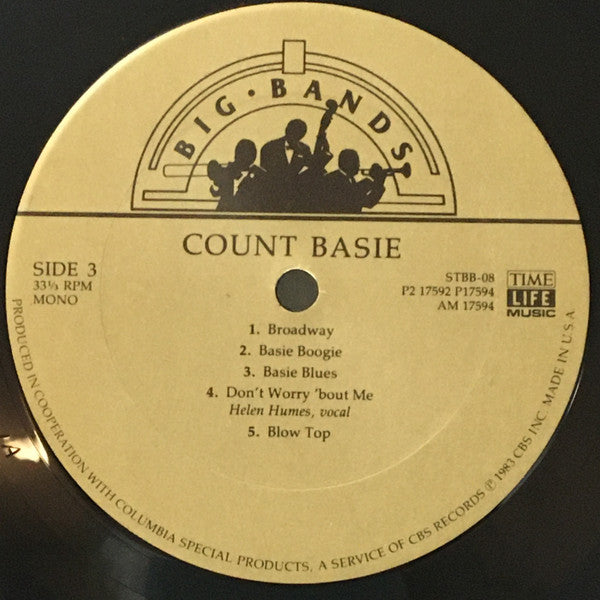 BIG • BANDS
COUNT BASIE
SIDE 3
33⅓ RPM
MONO
STBB-08
P2 17592 P17594
AM 17594
TIME
LIFE
MUSIC
1. Broadway
2. Basie Boogie
3. Basie Blues
4. Don't Worry 'bout Me
Helen Humes, vocal
5. Blow Top
PRODUCED IN COOPERATION WITH COLUMBIA SPECIAL PRODUCTS, A SERVICE OF CBS RECORDS ℗ 1983 CBS INC. MADE IN U.S.A.